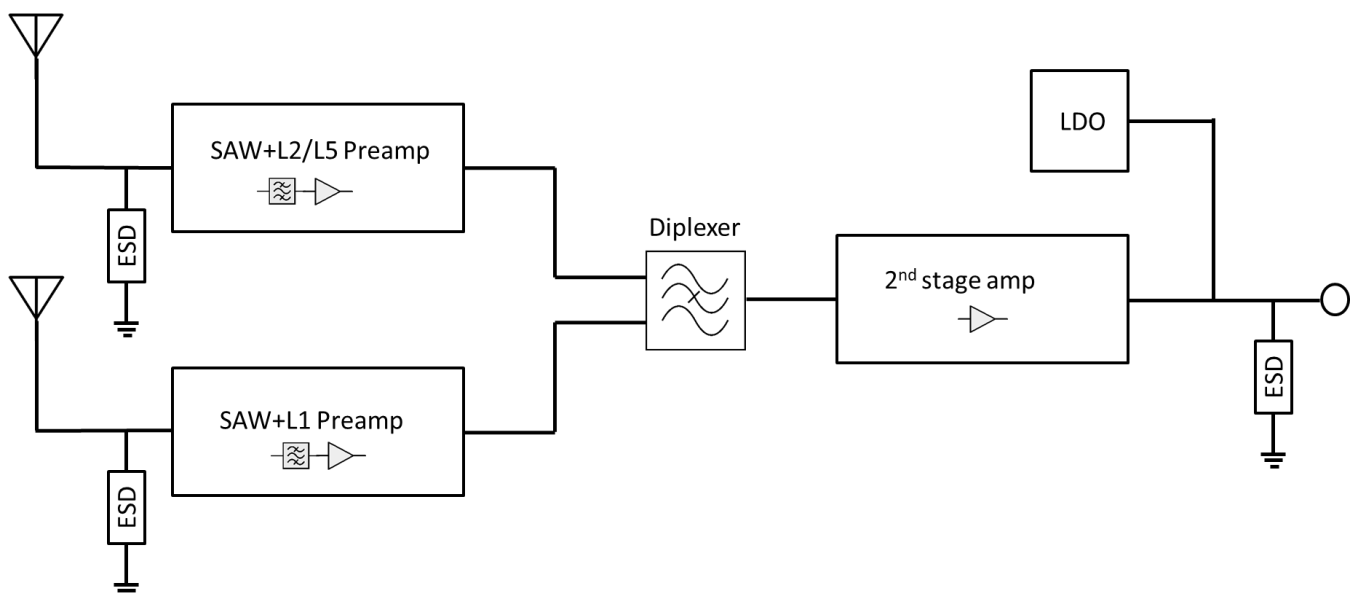 SAW+L2/L5 Preamp
ESD
LDO
Diplexer
2nd stage amp
ESD
SAW+L1 Preamp
ESD